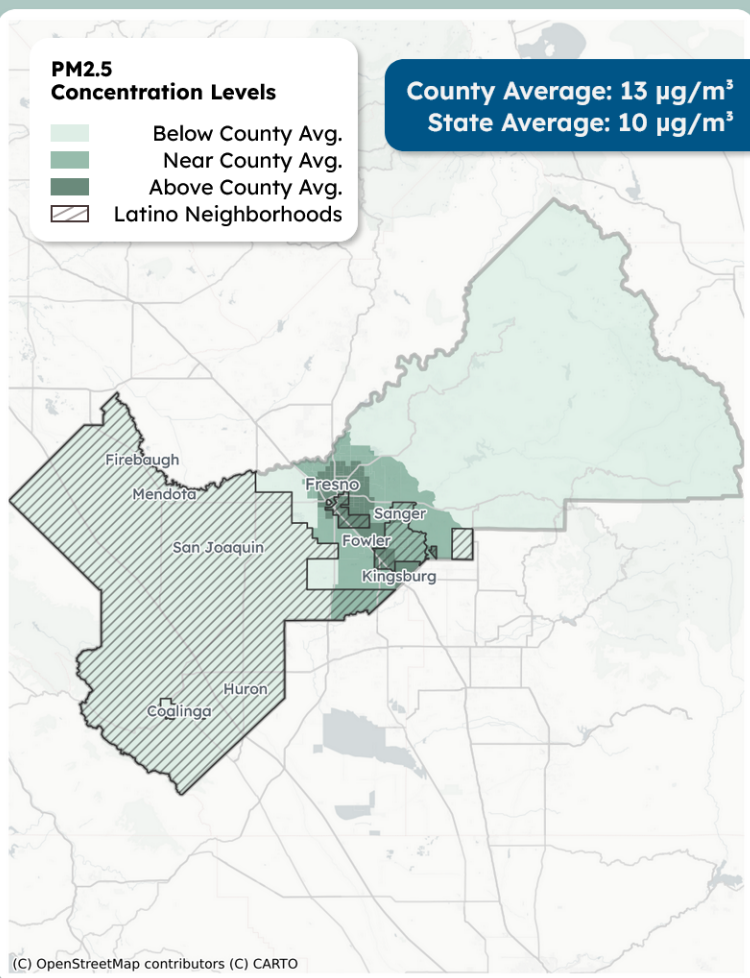 PM2.5
Concentration Levels
Below County Avg.
Near County Avg.
Above County Avg.
Latino Neighborhoods
County Average: 13 µg/m³
State Average: 10 µg/m³
Firebaugh
Mendota
Fresno
Sanger
San Joaquin
Fowler
Kingsburg
Huron
Coalinga
(C) OpenStreetMap contributors (C) CARTO